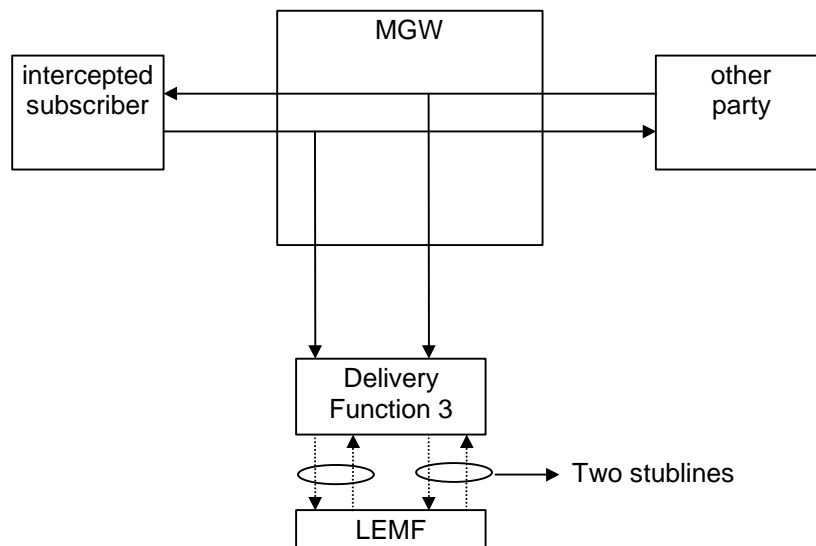 MGW
intercepted
subscriber
other
party
Delivery
Function 3
Two stublines
LEMF